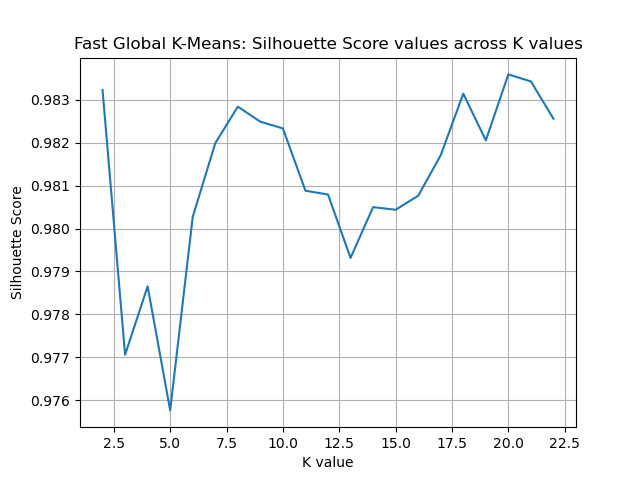 Fast Global K-Means: Silhouette Score values across K values
Silhouette Score
0.983
0.982
0.981
0.980
0.979
0.978
0.977
0.976
2.5 5.0 7.5 10.0 12.5 15.0 17.5 20.0 22.5
K value